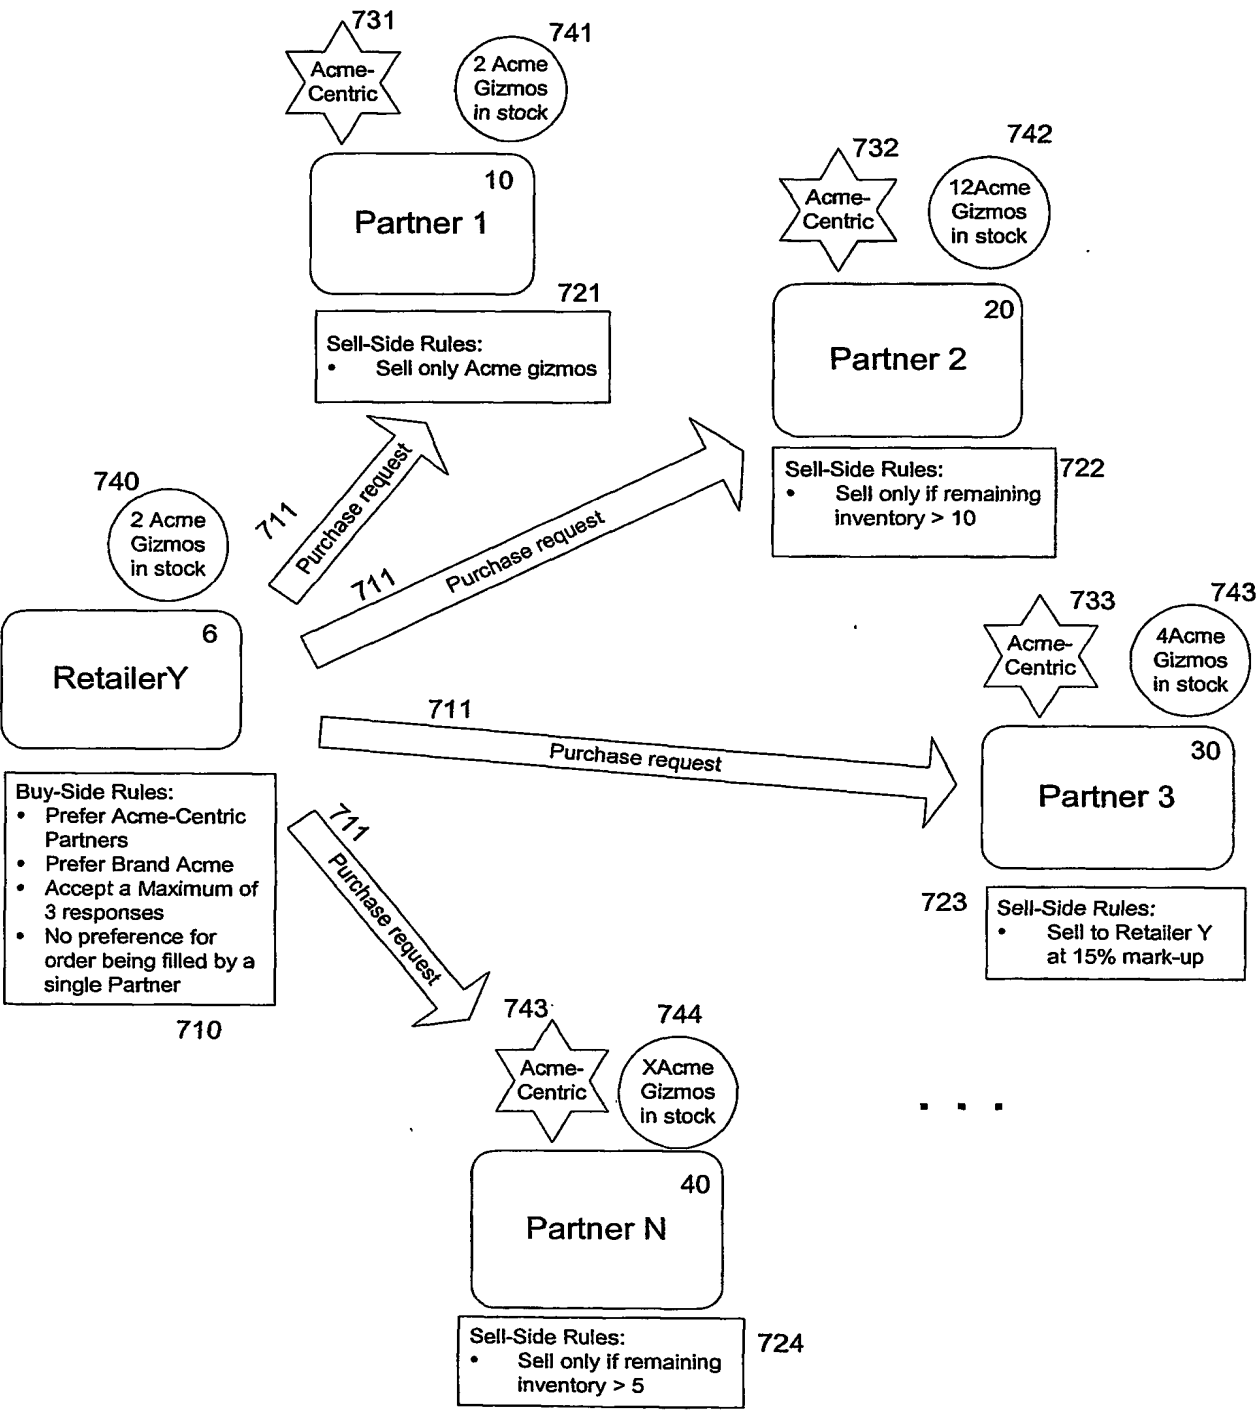 731
Acme-
Centric
741
2 Acme
Gizmos
in stock
10
Partner 1
721
Sell-Side Rules:
• Sell only Acme gizmos
732
Acme-
Centric
742
12Acme
Gizmos
in stock
20
Partner 2
722
Sell-Side Rules:
• Sell only if remaining
inventory > 10
740
2 Acme
Gizmos
in stock
6
RetailerY
711
Purchase request
711
Purchase request
711
Purchase request
711
Purchase request
733
Acme-
Centric
743
4Acme
Gizmos
in stock
30
Partner 3
723
Sell-Side Rules:
• Sell to Retailer Y
at 15% mark-up
Buy-Side Rules:
• Prefer Acme-Centric
Partners
• Prefer Brand Acme
• Accept a Maximum of
3 responses
• No preference for
order being filled by a
single Partner
710
743
Acme-
Centric
744
XAcme
Gizmos
in stock
. . .
40
Partner N
724
Sell-Side Rules:
• Sell only if remaining
inventory > 5